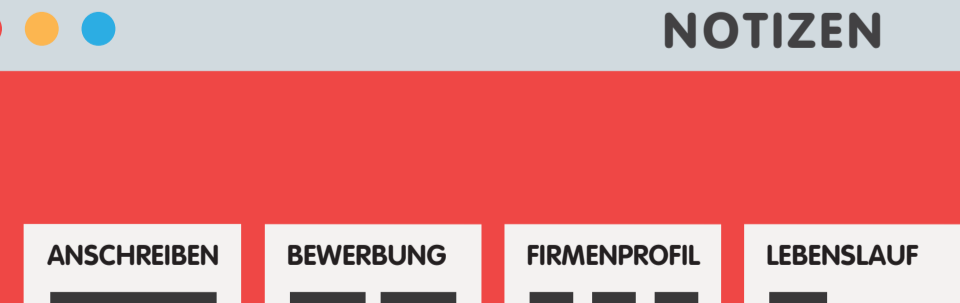 NOTIZEN
ANSCHREIBEN
BEWERBUNG
FIRMENPROFIL
LEBENSLAUF